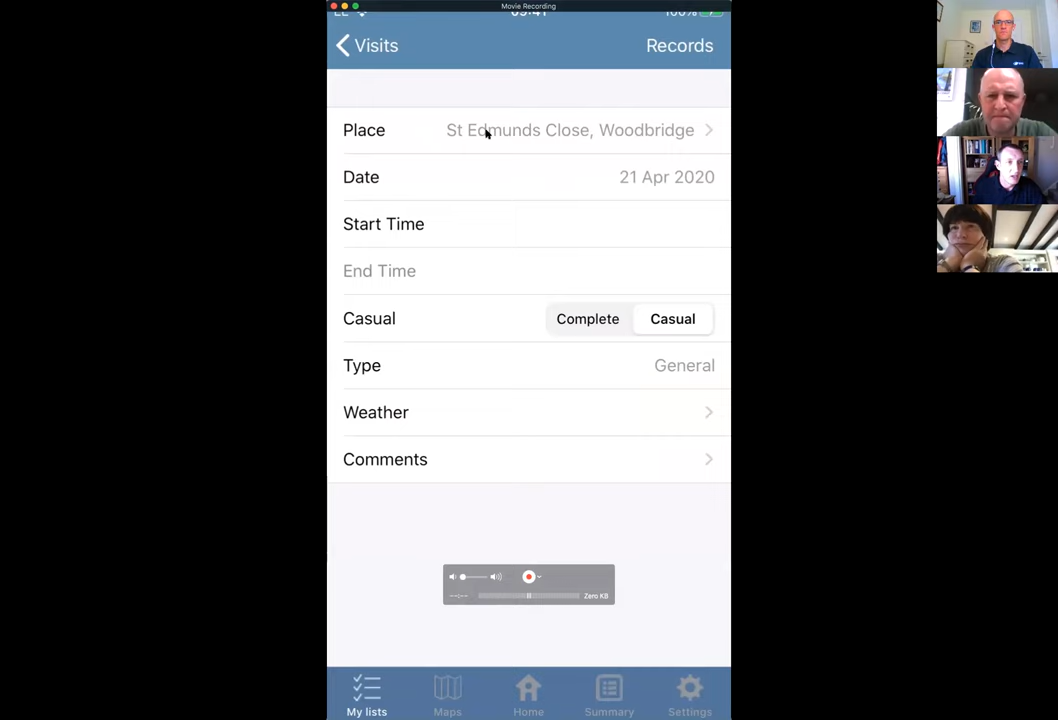 Movie Recording
Visits
Records
Place
St Edmunds Close, Woodbridge
Date
21 Apr 2020
Start Time
End Time
Casual
Complete
Casual
Type
General
Weather
Comments
--:--
Zero KB
My lists
Maps
Home
Summary
Settings